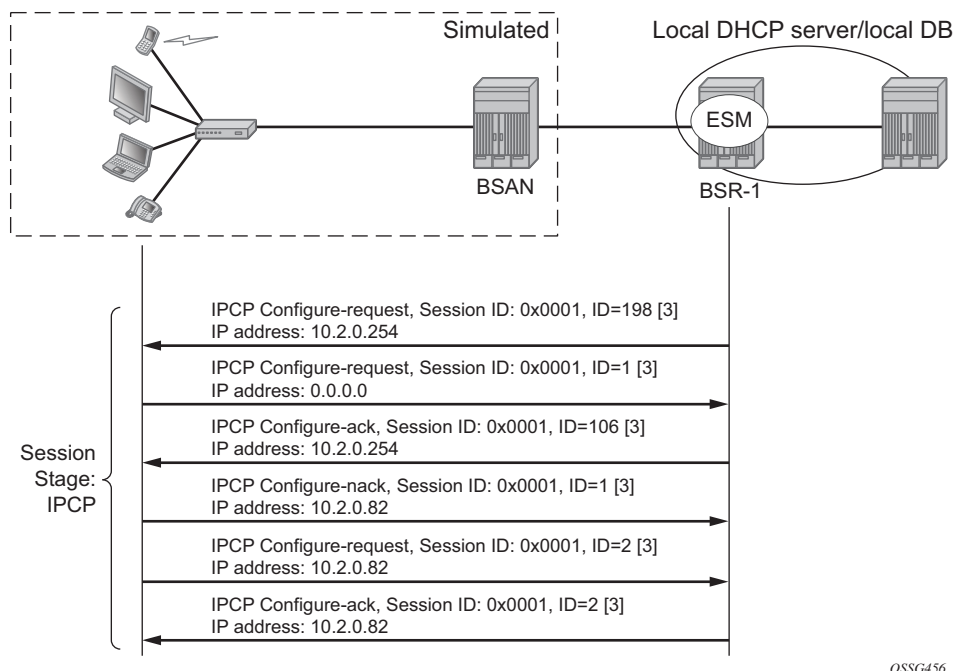 Simulated
Local DHCP server/local DB
ESM
BSAN
BSR-1
IPCP Configure-request, Session ID: 0x0001, ID=198 [3]
IP address: 10.2.0.254
IPCP Configure-request, Session ID: 0x0001, ID=1 [3]
IP address: 0.0.0.0
IPCP Configure-ack, Session ID: 0x0001, ID=106 [3]
IP address: 10.2.0.254
IPCP Configure-nack, Session ID: 0x0001, ID=1 [3]
IP address: 10.2.0.82
IPCP Configure-request, Session ID: 0x0001, ID=2 [3]
IP address: 10.2.0.82
IPCP Configure-ack, Session ID: 0x0001, ID=2 [3]
IP address: 10.2.0.82
Session
Stage:
IPCP
OSSG456